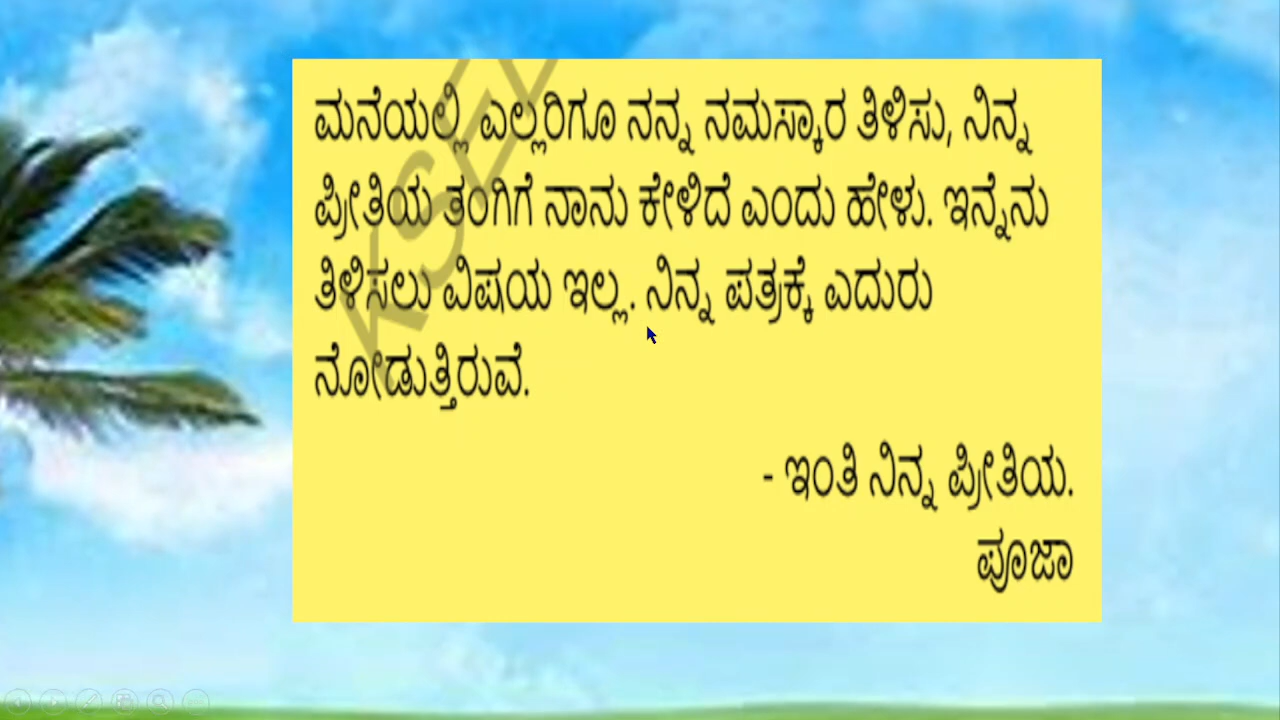 ಮನೆಯಲ್ಲಿ ಎಲ್ಲರಿಗೂ ನನ್ನ ನಮಸ್ಕಾರ ತಿಳಿಸು, ನಿನ್ನ
ಪ್ರೀತಿಯ ತಂಗಿಗೆ ನಾನು ಕೇಳಿದೆ ಎಂದು ಹೇಳು. ಇನ್ನೆನು
ತಿಳಿಸಲು ವಿಷಯ ಇಲ್ಲ. ನಿನ್ನ ಪತ್ರಕ್ಕೆ ಎದುರು
ನೋಡುತ್ತಿರುವೆ.
- ಇಂತಿ ನಿನ್ನ ಪ್ರೀತಿಯ.
ಪೂಜಾ